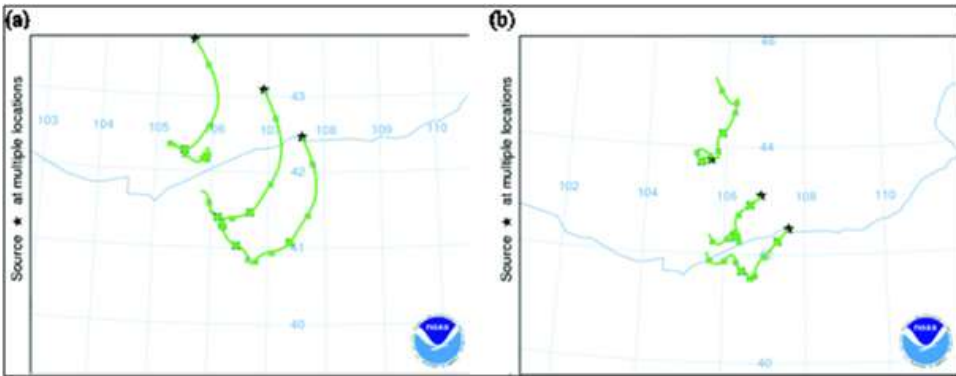 (a)
Source ★ at multiple locations
103 104 105 106 107 108 109 110
43
42
41
40
noaa
(b)
Source ★ at multiple locations
102 104 106 108 110
44
40
noaa